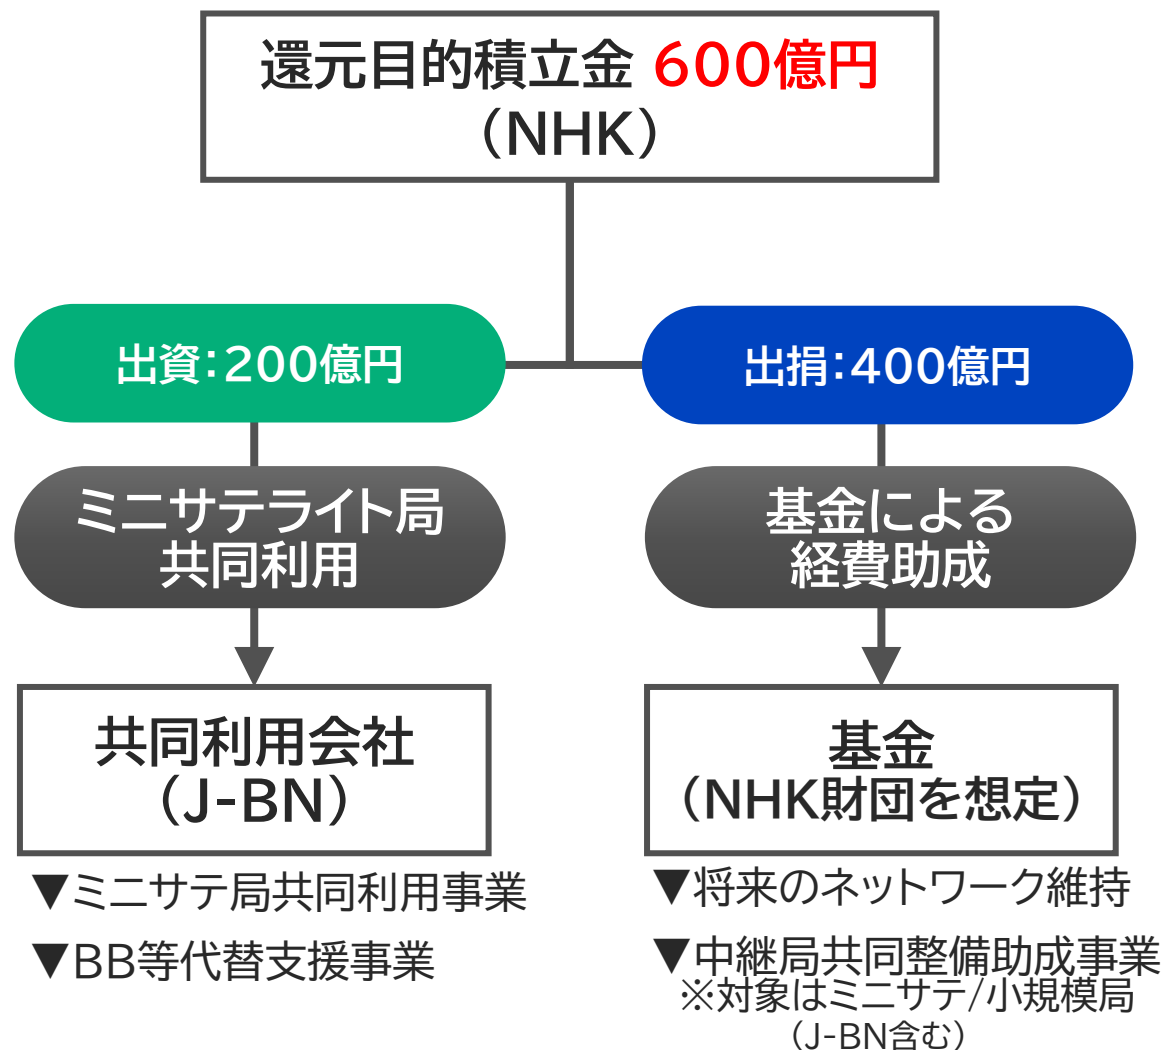 還元目的積立金 600億円
（NHK）
出資：200億円
出捐：400億円
ミニサテライト局
共同利用
基金による
経費助成
共同利用会社
（J-BN）
基金
（NHK財団を想定）
▼ミニサテ局共同利用事業
▼BB等代替支援事業
▼将来のネットワーク維持
▼中継局共同整備助成事業
※対象はミニサテ/小規模局
（J-BN含む）